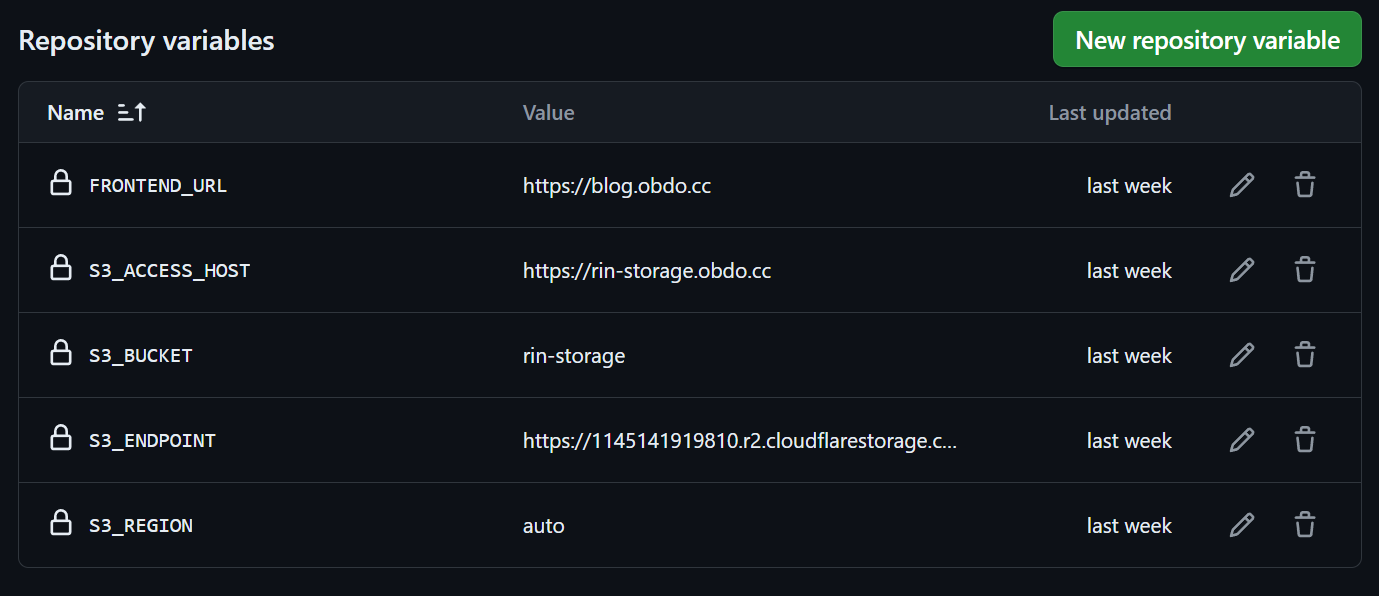 Repository variables New repository variable
Name Value Last updated
FRONTEND_URL https://blog.obdo.cc last week
S3_ACCESS_HOST https://rin-storage.obdo.cc last week
S3_BUCKET rin-storage last week
S3_ENDPOINT https://1145141919810.r2.cloudflarestorage.c... last week
S3_REGION auto last week